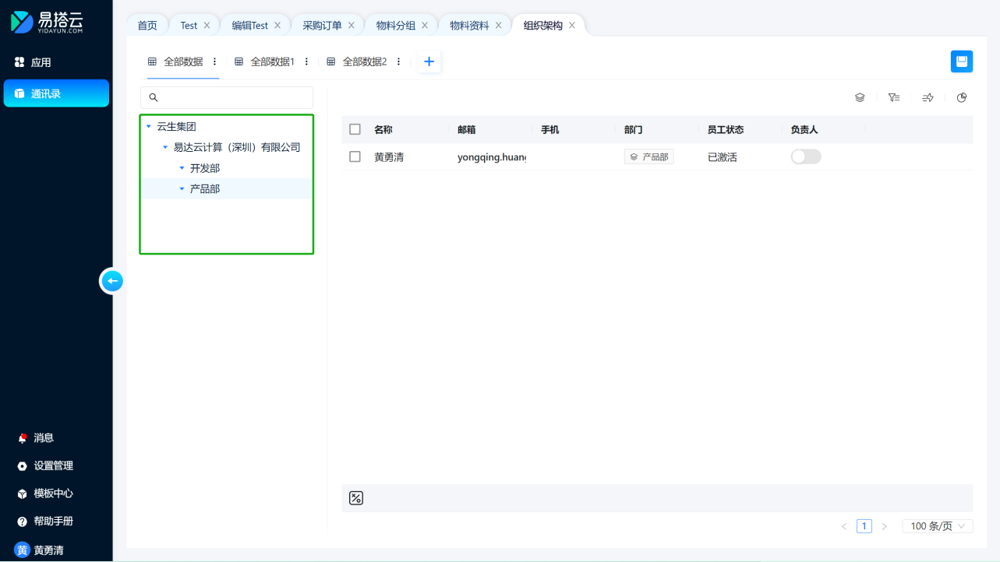 易搭云
YIDAYUN.COM
应用
通讯录
消息
设置管理
模板中心
帮助手册
黄 黄勇清
首页 Test 编辑Test 采购订单 物料分组 物料资料 组织架构
全部数据 全部数据1 全部数据2
云生集团
易达云计算（深圳）有限公司
开发部
产品部
名称 邮箱 手机 部门 员工状态 负责人
黄勇清 yongqing.huang 产品部 已激活
1 100 条/页